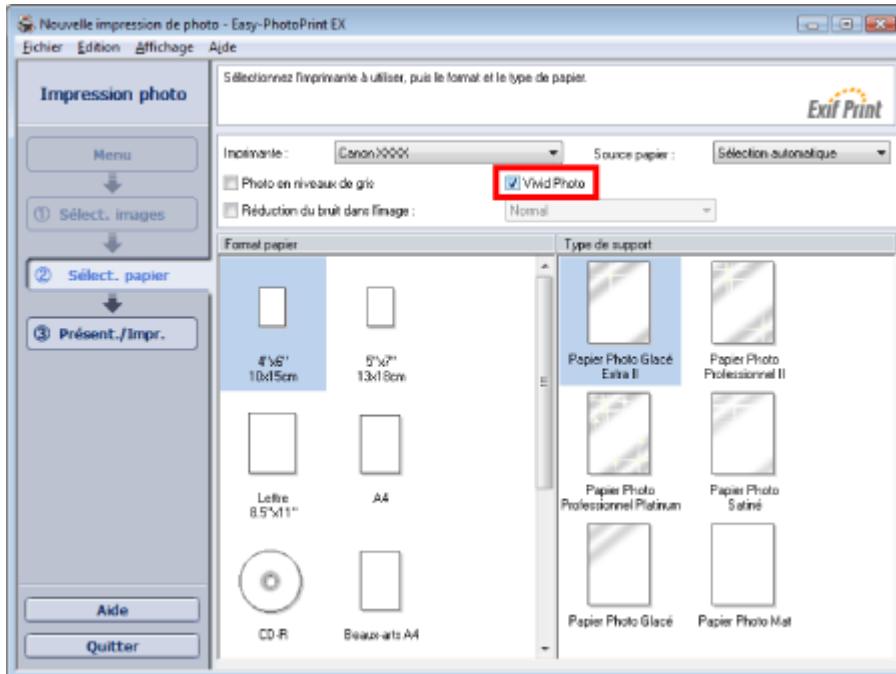 Nouvelle impression de photo - Easy-PhotoPrint EX
Fichier Edition Affichage Aide
Impression photo
Sélectionnez l'imprimante à utiliser, puis le format et le type de papier.
Exif Print
Menu
① Sélect. images
② Sélect. papier
③ Présent./Impr.
Aide
Quitter
Imprimante : Canon XXXX Source papier : Sélection automatique
Photo en niveaux de gris Vivid Photo
Réduction du bruit dans l'image : Normal
Format papier
4"x6"
10x15cm
5"x7"
13x18cm
Lettre
8.5"x11"
A4
CD-R
Beaux-arts A4
Type de support
Papier Photo Glacé
Extra II
Papier Photo
Professionnel II
Papier Photo
Professionnel Platinum
Papier Photo
Satiné
Papier Photo Glacé
Papier Photo Mat